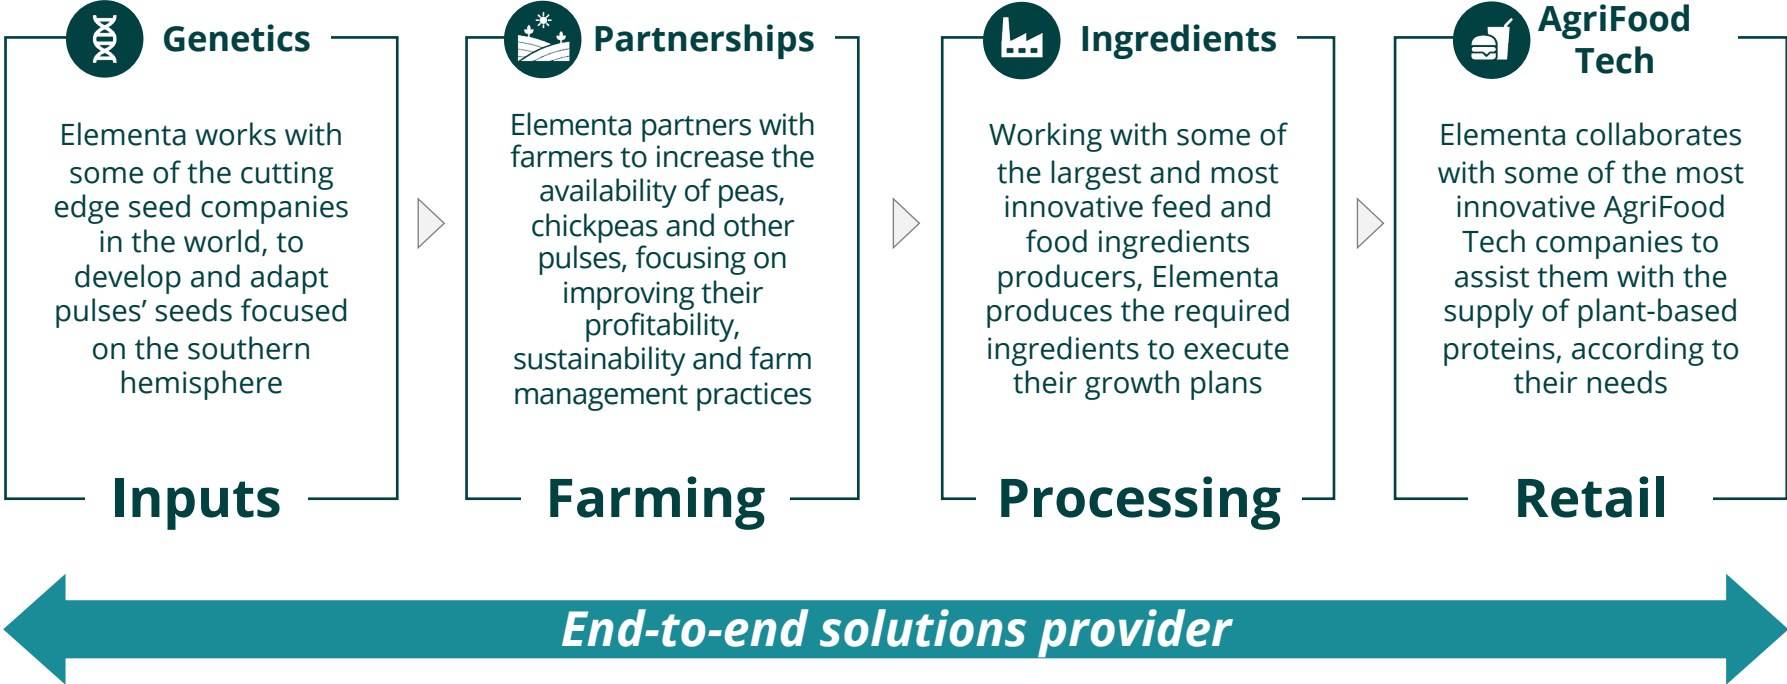 Genetics
Elementa works with
some of the cutting
edge seed companies
in the world, to
develop and adapt
pulses’ seeds focused
on the southern
hemisphere
Inputs
Partnerships
Elementa partners with
farmers to increase the
availability of peas,
chickpeas and other
pulses, focusing on
improving their
profitability,
sustainability and farm
management practices
Farming
Ingredients
Working with some of
the largest and most
innovative feed and
food ingredients
producers, Elementa
produces the required
ingredients to execute
their growth plans
Processing
AgriFood
Tech
Elementa collaborates
with some of the most
innovative AgriFood
Tech companies to
assist them with the
supply of plant-based
proteins, according to
their needs
Retail
End-to-end solutions provider